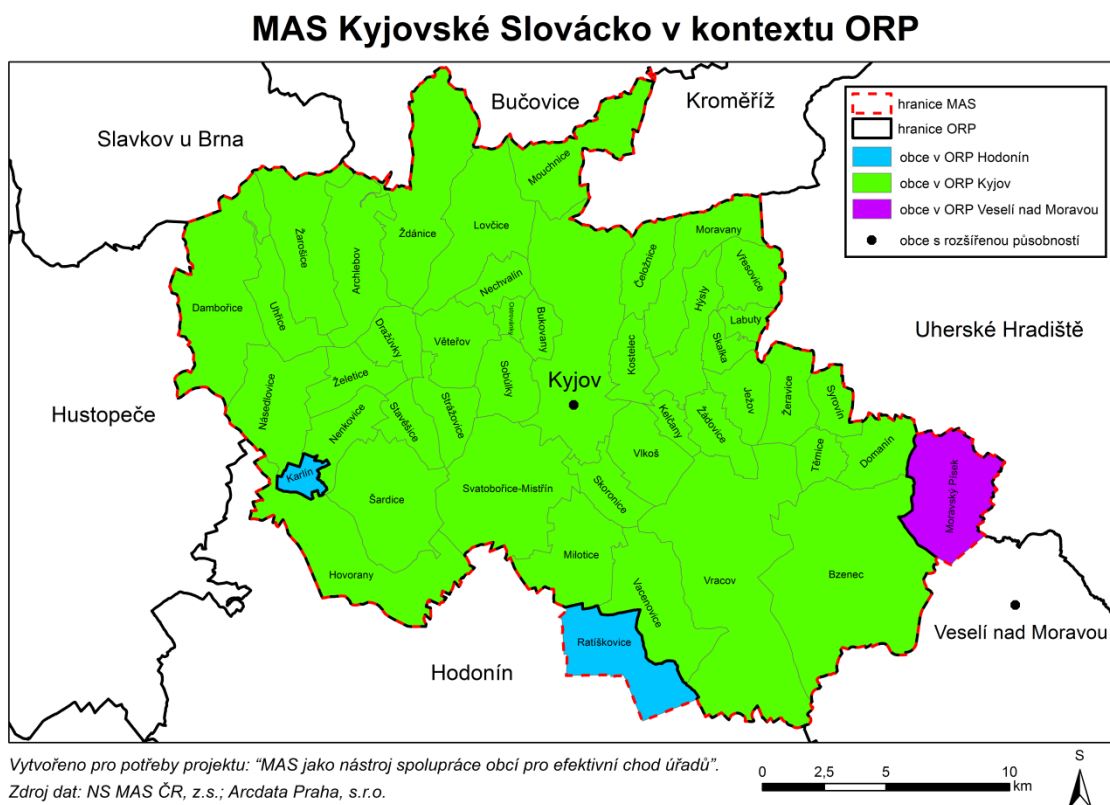 MAS Kyjovské Slovácko v kontextu ORP
Bučovice
Kroměříž
Slavkov u Brna
hranice MAS
hranice ORP
obce v ORP Hodonín
obce v ORP Kyjov
obce v ORP Veselí nad Moravou
obce s rozšířenou působností
Mouchnice
Lovčice
Ždánice
Moravany
Žarošice
Archlebov
Čeložnice
Vřesovice
Nechvalín
Hýsly
Dambořice
Uhřice
Ostrovánky
Bukovany
Labuty
Uherské Hradiště
Dražůvky
Věteřov
Kostelec
Skalka
Sobůlky
Želetice
Kyjov
Násedlovice
Nenkovice
Stavěšice
Strážovice
Kelčany
Žádovice
Ježov
Žeravice
Syrovín
Hustopeče
Vlkoš
Těmice
Domanín
Karlín
Šardice
Svatobořice-Mistřín
Skoronice
Moravský Písek
Milotice
Hovorany
Vacenovice
Vracov
Bzenec
Ratíškovice
Veselí nad Moravou
Hodonín
Vytvořeno pro potřeby projektu: “MAS jako nástroj spolupráce obcí pro efektivní chod úřadů”.
Zdroj dat: NS MAS ČR, z.s.; Arcdata Praha, s.r.o.
0 2,5 5 10
km
S